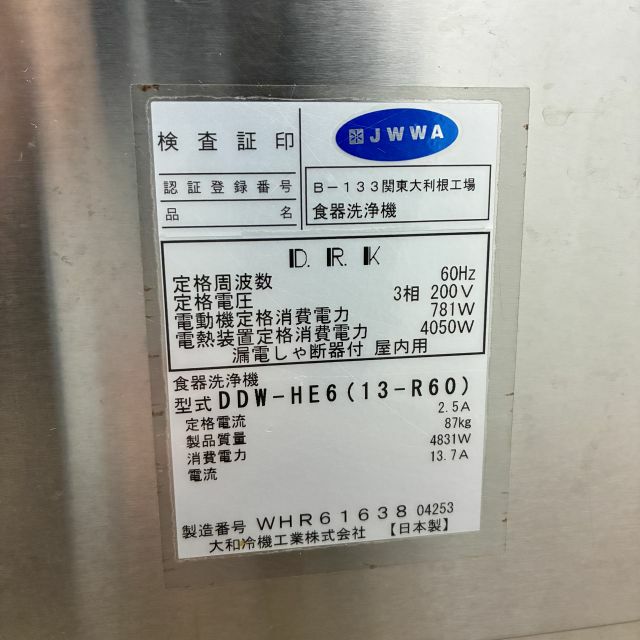 検査証印
JWWA
認証登録番号 B-133関東大利根工場
品名 食器洗浄機
D.R.K
定格周波数 60Hz
定格電圧 3相 200V
電動機定格消費電力 781W
電熱装置定格消費電力 4050W
漏電しゃ断器付 屋内用
食器洗浄機
型式 DDW-HE6(13-R60)
定格電流 2.5A
製品質量 87kg
消費電力 4831W
電流 13.7A
製造番号 WHR61638 04253
大和冷機工業株式会社 【日本製】